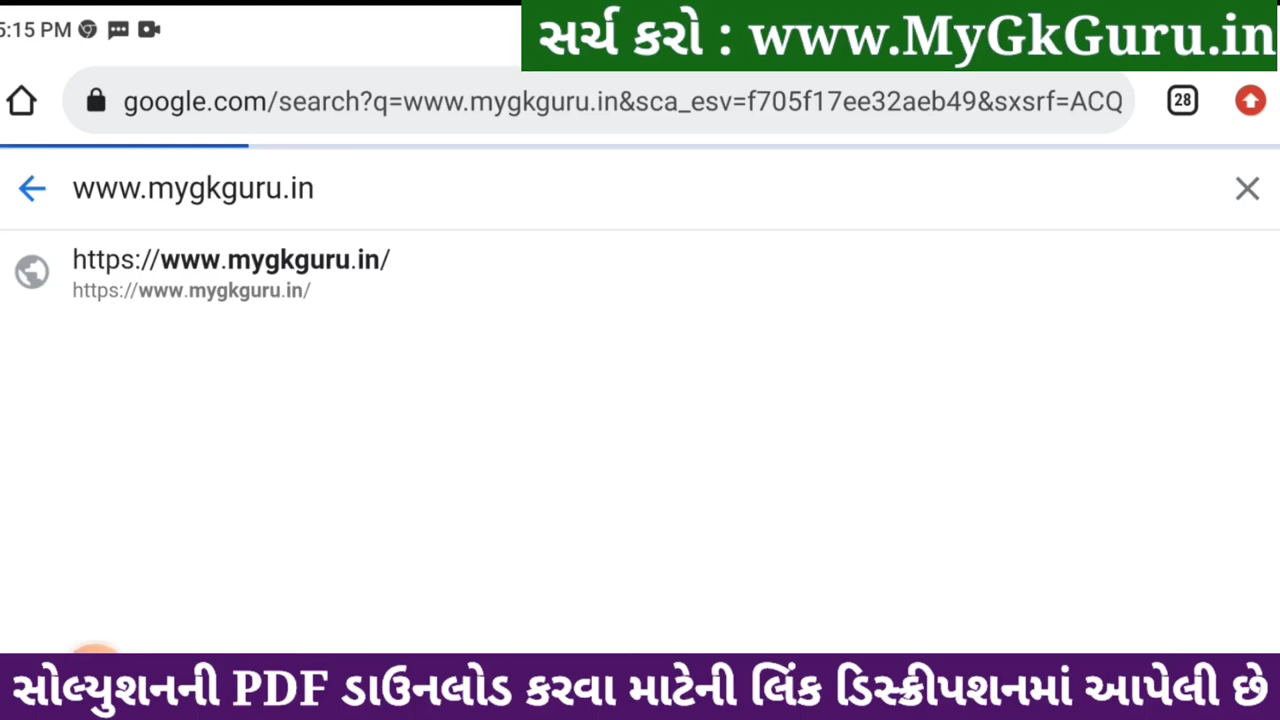 5:15 PM
સર્ચ કરો : www.MyGkGuru.in
google.com/search?q=www.mygkguru.in&sca_esv=f705f17ee32aeb49&sxsrf=ACQ
28
www.mygkguru.in
https://www.mygkguru.in/
https://www.mygkguru.in/
સોલ્યુશનની PDF ડાઉનલોડ કરવા માટેની લિંક ડિસ્ક્રીપશનમાં આપેલી છે